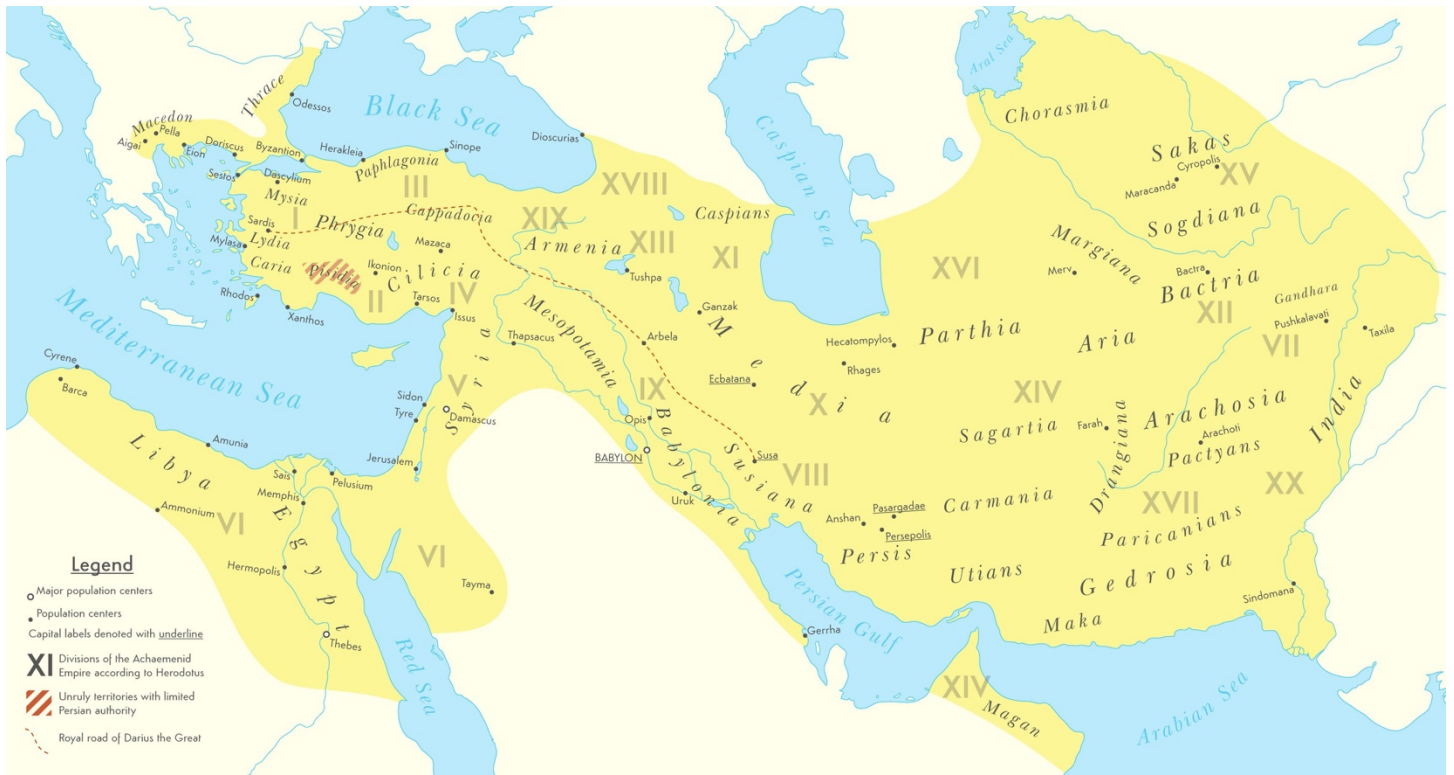 Black Sea
Caspian Sea
Aral Sea
Mediterranean Sea
Red Sea
Persian Gulf
Arabian Sea
Thrace
Odessos
Macedon
Pella
Aigai
Eion
Doriscus
Byzantion
Sestos
Dascylium
Herakleia
Sinope
Dioscurias
Paphlagonia
Mysia
III
XVIII
I
Sardis
Phrygia
Cappadocia
XIX
Caspians
Mylasa
Lydia
Mazaca
Armenia
XIII
XI
Caria
Pisidia
Ikonion
Cilicia
Tushpa
Rhodos
Xanthos
II
Tarsos
IV
Issus
Ganzak
Mesopotamia
Thapsacus
Arbela
Media
Ecbatana
X
Hecatompylos
Rhages
Cyrene
Barca
Sidon
Tyre
V
Syria
Damascus
IX
Opis
Babylonia
BABYLON
Susiana
Susa
VIII
Libya
Amunia
Jerusalem
Sais
Pelusium
Memphis
Uruk
Ammonium
VI
Egypt
Hermopolis
VI
Tayma
Thebes
Chorasmia
Sakas
Cyropolis
Maracanda
XV
Sogdiana
Margiana
Merv
XVI
Bactra
Bactria
XII
Gandhara
Pushkalavati
Taxila
VII
Parthia
Aria
XIV
Sagartia
Farah
Drangiana
Arachosia
Arachoti
Pactyans
India
XX
Anshan
Pasargadae
Persepolis
Persis
Carmania
XVII
Paricanians
Utians
Gedrosia
Sindomana
Maka
Gerrha
XIV
Magan
Legend
Major population centers
Population centers
Capital labels denoted with underline
XI
Divisions of the Achaemenid
Empire according to Herodotus
Unruly territories with limited
Persian authority
Royal road of Darius the Great